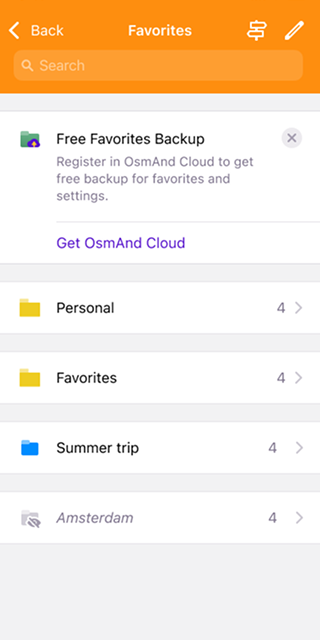 Back
Favorites
Search
Free Favorites Backup
Register in OsmAnd Cloud to get
free backup for favorites and
settings.
Get OsmAnd Cloud
Personal 4
Favorites 4
Summer trip 4
Amsterdam 4